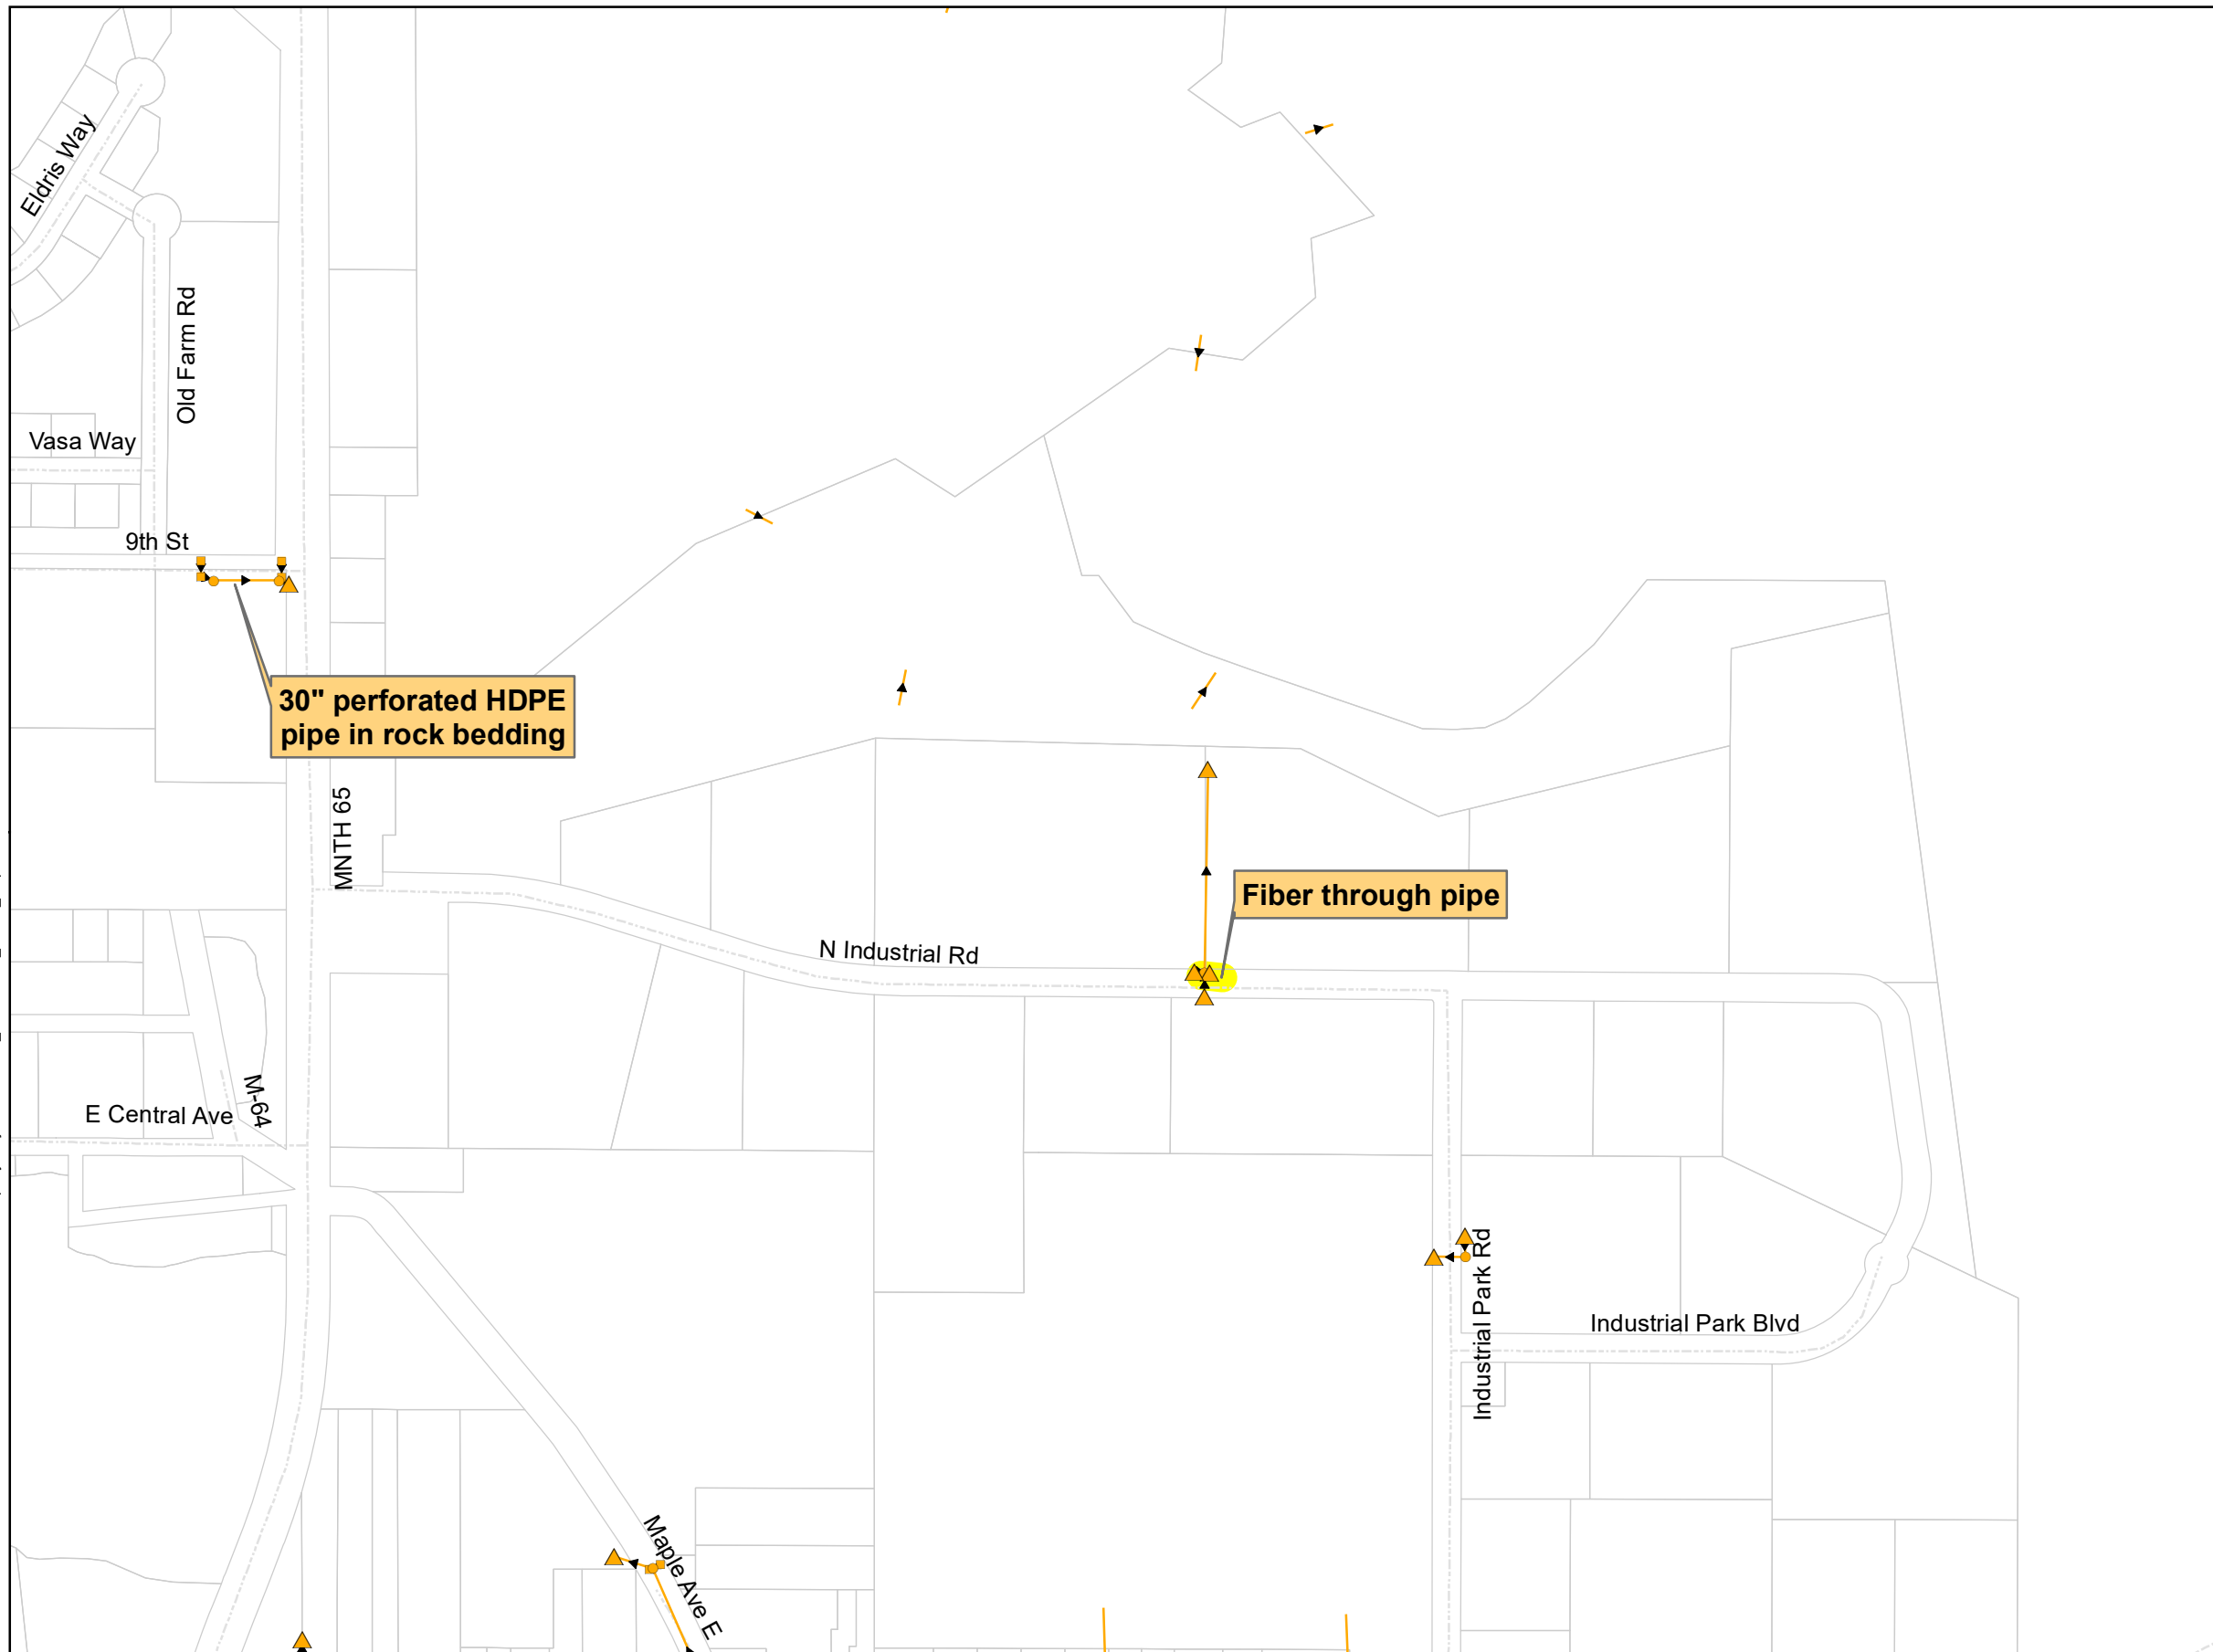 Eldris Way
Old Farm Rd
Vasa Way
9th St
30" perforated HDPE
pipe in rock bedding
MNTH 65
Fiber through pipe
N Industrial Rd
M-64
E Central Ave
Industrial Park Rd
Industrial Park Blvd
Maple Ave E